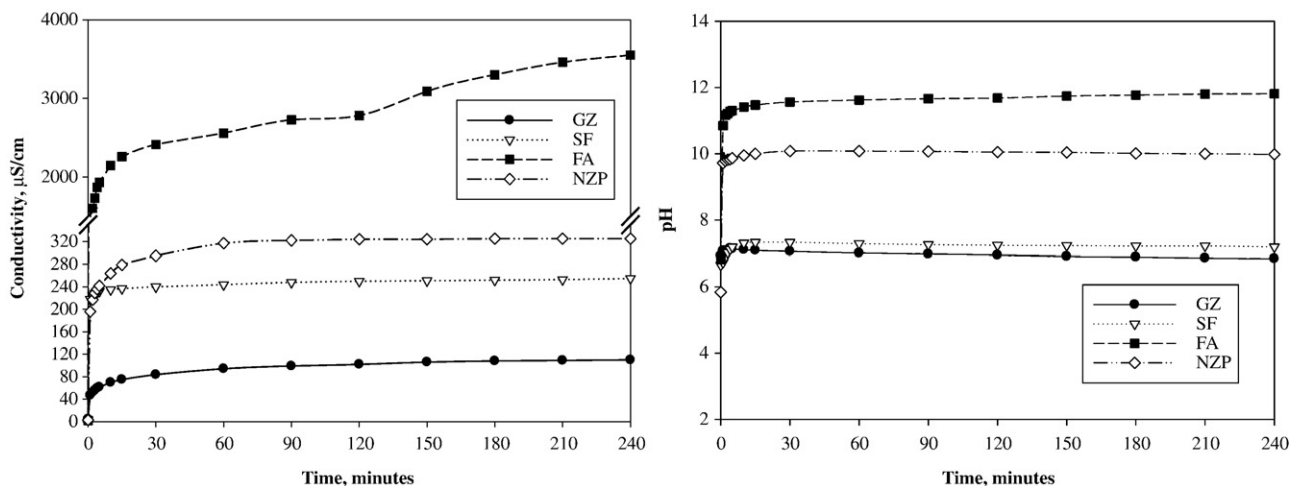 4000
3000
2000
320
280
240
200
160
120
80
40
0
Conductivity, µS/cm
GZ
SF
FA
NZP
0 30 60 90 120 150 180 210 240
Time, minutes
14
12
10
8
6
4
2
pH
GZ
SF
FA
NZP
0 30 60 90 120 150 180 210 240
Time, minutes